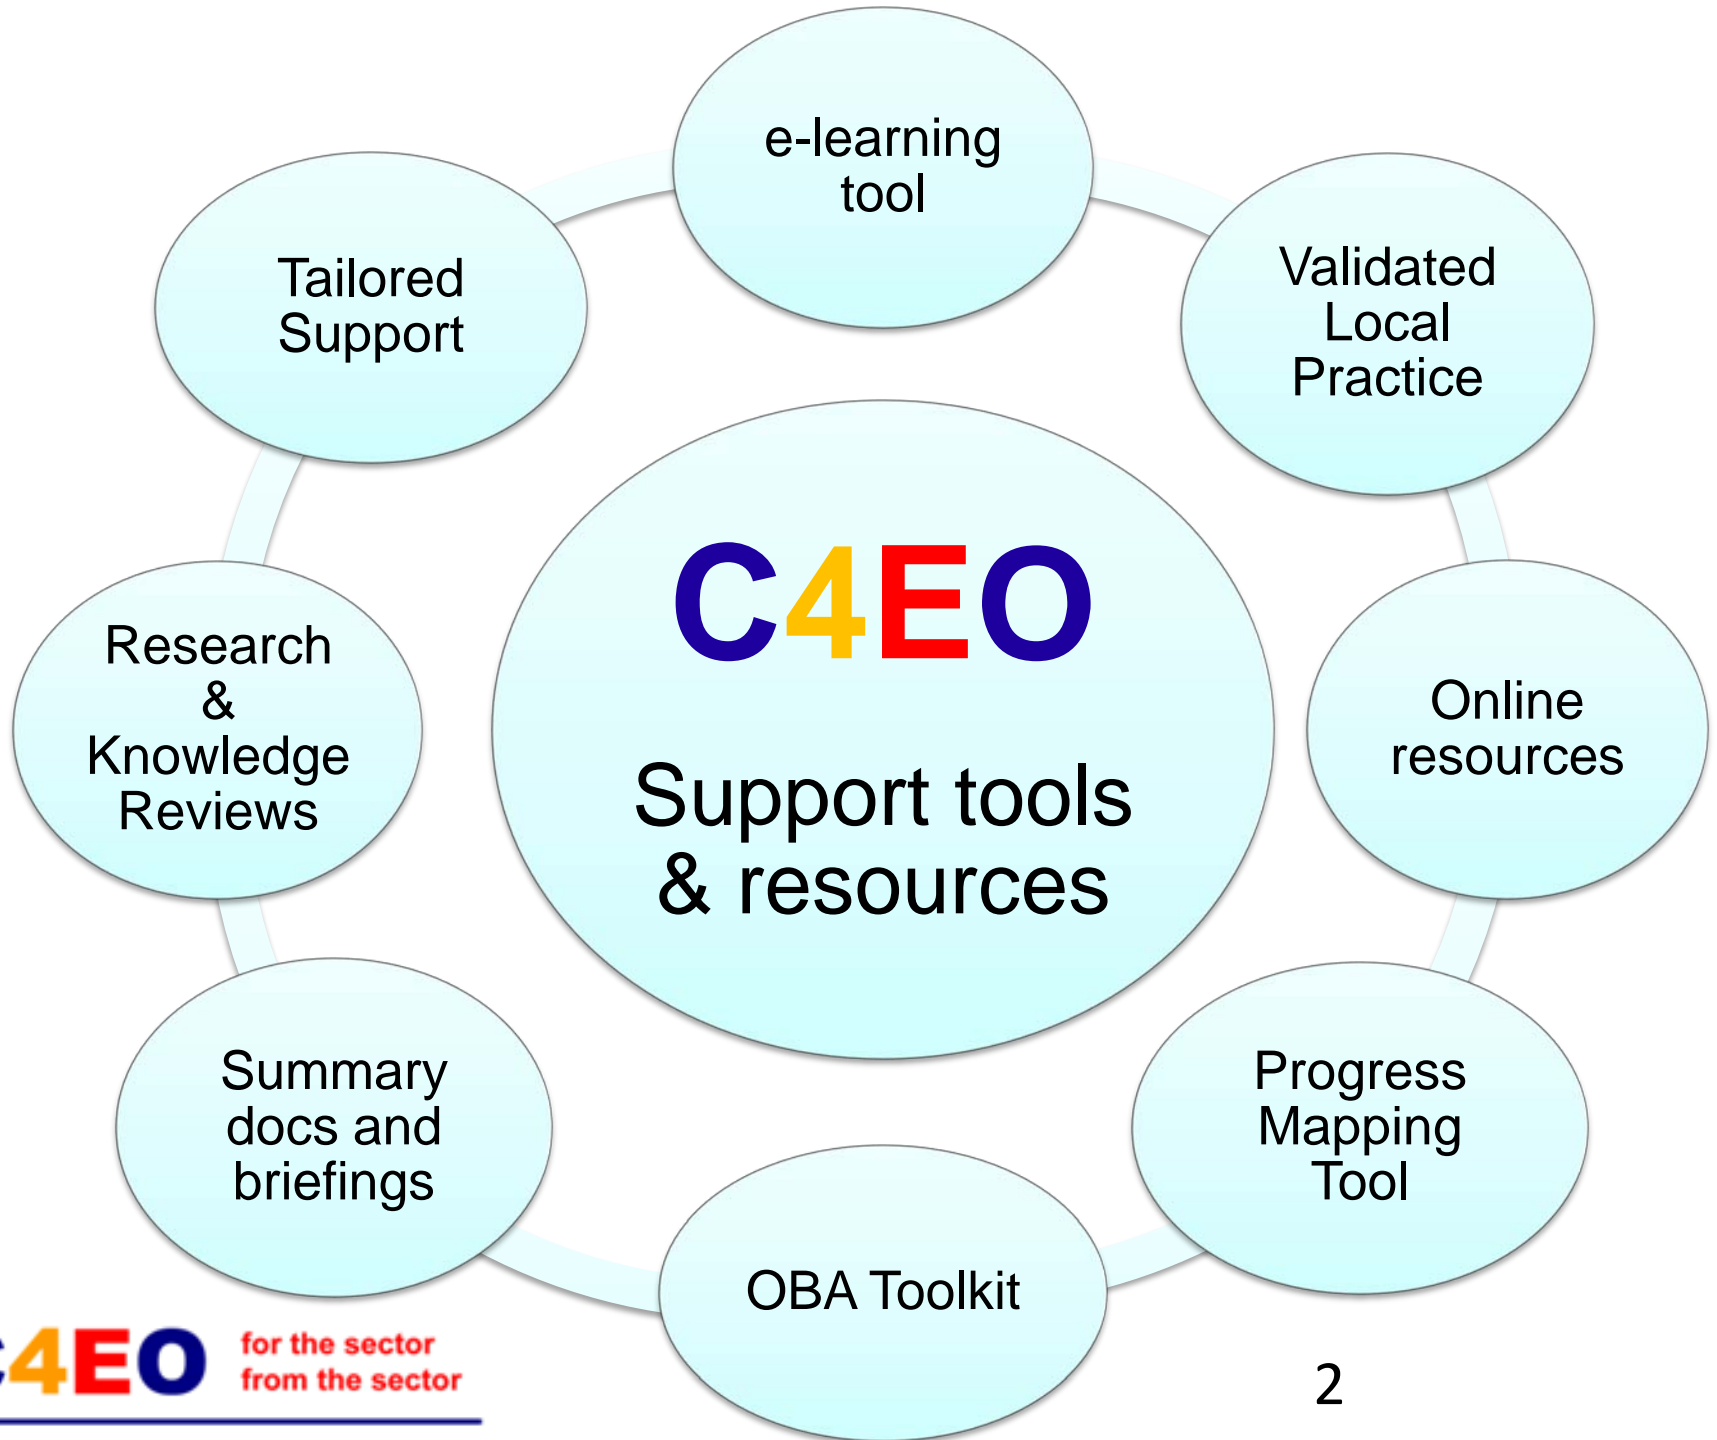 e-learning
tool
Validated
Local
Practice
Online
resources
Progress
Mapping
Tool
OBA Toolkit
Summary
docs and
briefings
Research
&
Knowledge
Reviews
Tailored
Support
C4EO
Support tools
& resources
C4EO
for the sector
from the sector
2